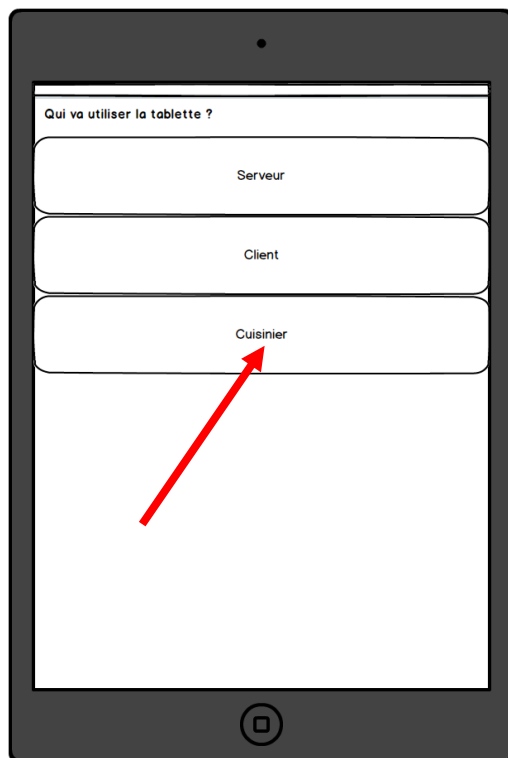 Qui va utiliser la tablette ?
Serveur
Client
Cuisinier